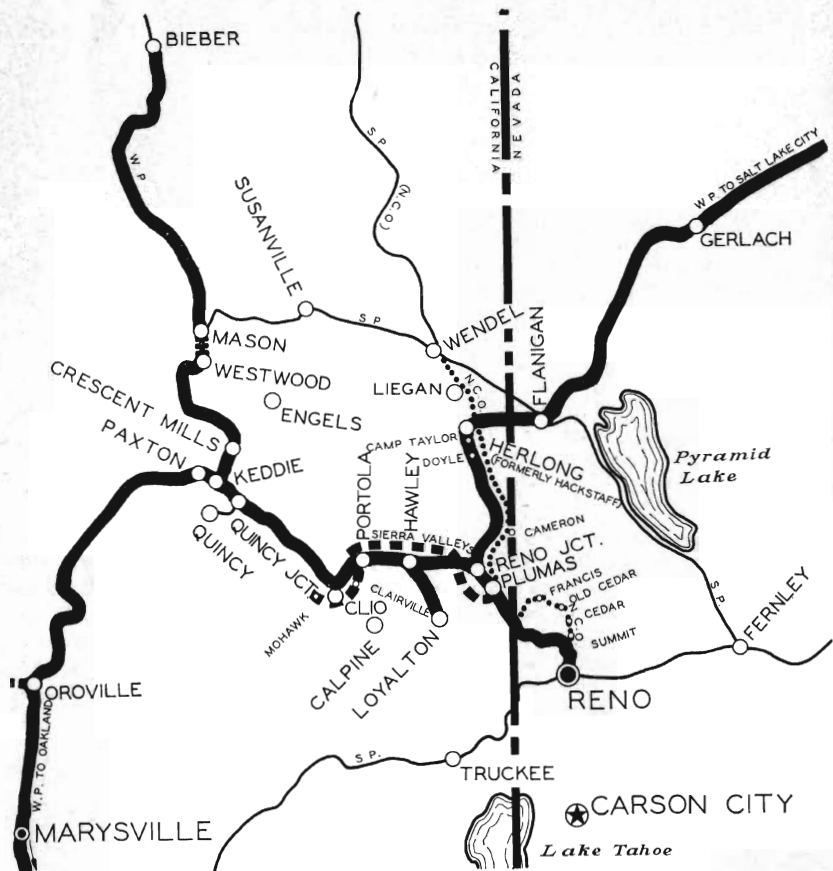 BIEBER
W. P.
S P
(N.C.O.)
CALIFORNIA
NEVADA
W. P. TO SALT LAKE CITY
GERLACH
SUSANVILLE
S P
MASON
WESTWOOD
WENDEL
N.C.O.
LIEGAN
FLANIGAN
ENGELS
CRESCENT MILLS
PAXTON
KEDDIE
CAMP TAYLOR
DOYLE
HERLONG
(FORMERLY HACKSTAFF)
Pyramid
Lake
PORTOLA
HAWLEY
QUINCY
QUINCY JCT.
SIERRA VALLEYS
CAMERON
RENO JCT.
PLUMAS
FRANCIS
OLD CEDAR
N.C.O.
CEDAR
SUMMIT
S P.
FERNLEY
MOHAWK
CLIO
CLAIRVILLE
CALPINE
LOYALTON
OROVILLE
RENO
W. P. TO OAKLAND
S P.
TRUCKEE
MARYSVILLE
CARSON CITY
Lake Tahoe